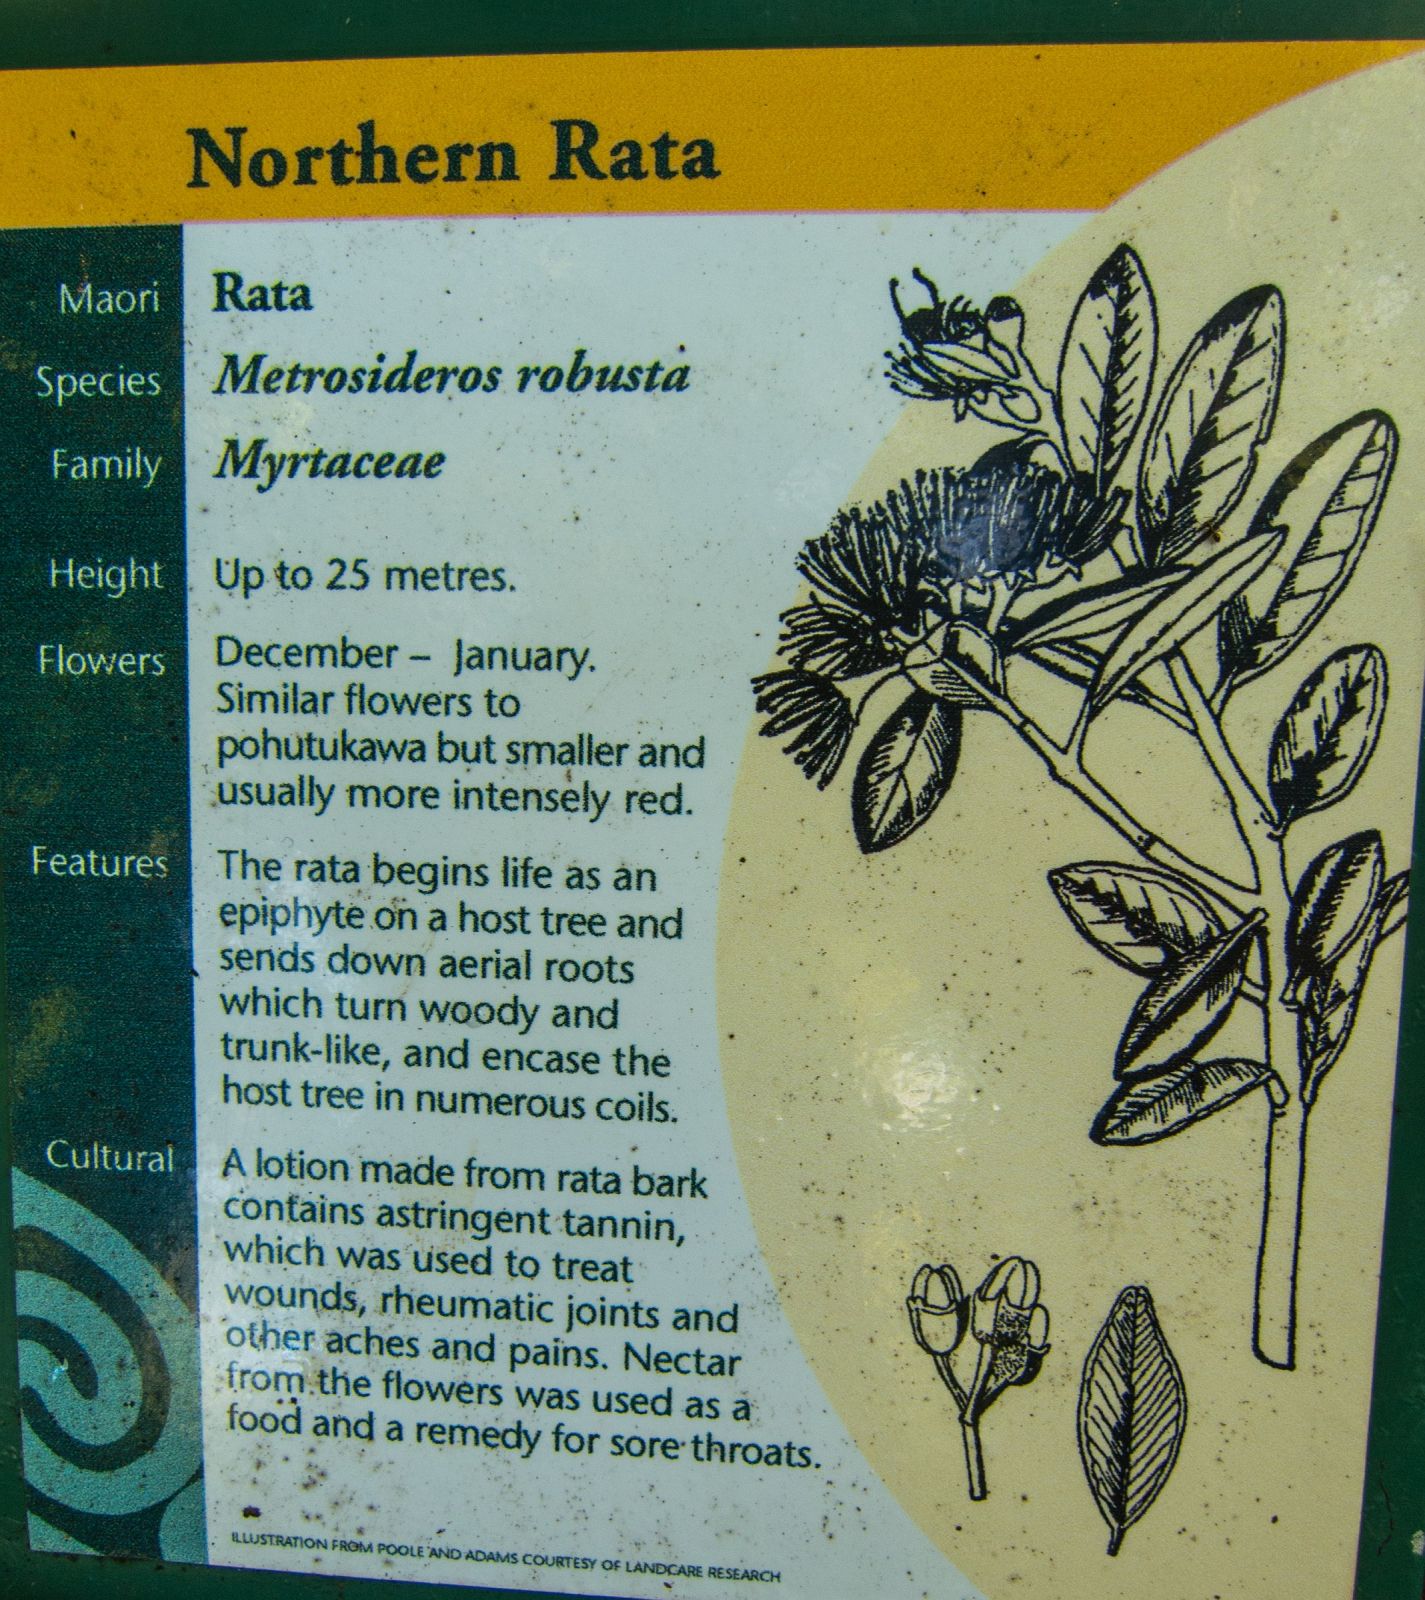 Northern Rata
Maori Rata
Species Metrosideros robusta
Family Myrtaceae
Height Up to 25 metres.
Flowers December – January.
Similar flowers to
pohutukawa but smaller and
usually more intensely red.
Features The rata begins life as an
epiphyte on a host tree and
sends down aerial roots
which turn woody and
trunk-like, and encase the
host tree in numerous coils.
Cultural A lotion made from rata bark
contains astringent tannin,
which was used to treat
wounds, rheumatic joints and
other aches and pains. Nectar
from the flowers was used as a
food and a remedy for sore throats.
ILLUSTRATION FROM POOLE AND ADAMS COURTESY OF LANDCARE RESEARCH